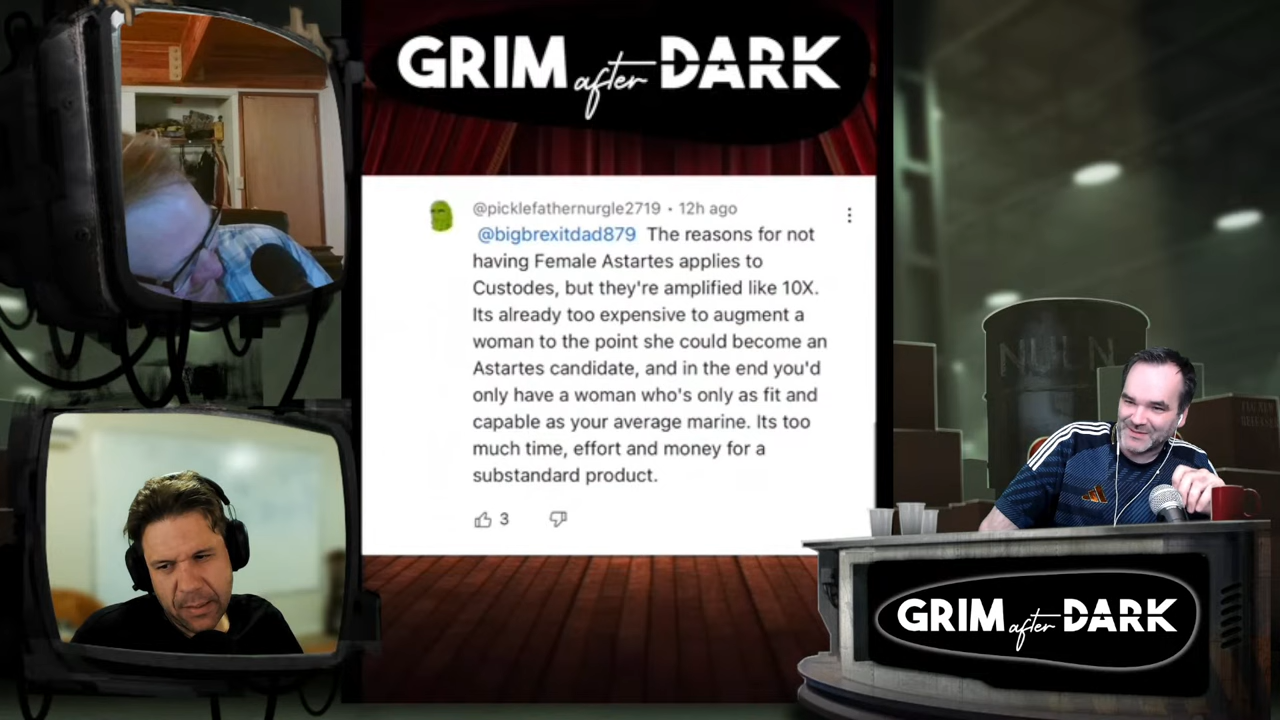 GRIM after DARK
@picklefathernurgle2719 • 12h ago
@bigbrexitdad879 The reasons for not
having Female Astartes applies to
Custodes, but they're amplified like 10X.
Its already too expensive to augment a
woman to the point she could become an
Astartes candidate, and in the end you'd
only have a woman who's only as fit and
capable as your average marine. Its too
much time, effort and money for a
substandard product.
3
GRIM after DARK